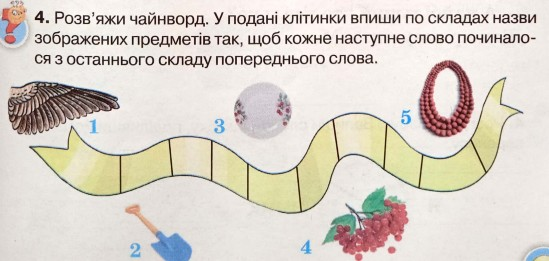 4. Розв’яжи чайнворд. У подані клітинки впиши по складах назви
зображених предметів так, щоб кожне наступне слово починало-
ся з останнього складу попереднього слова.
1
3
5
2
4